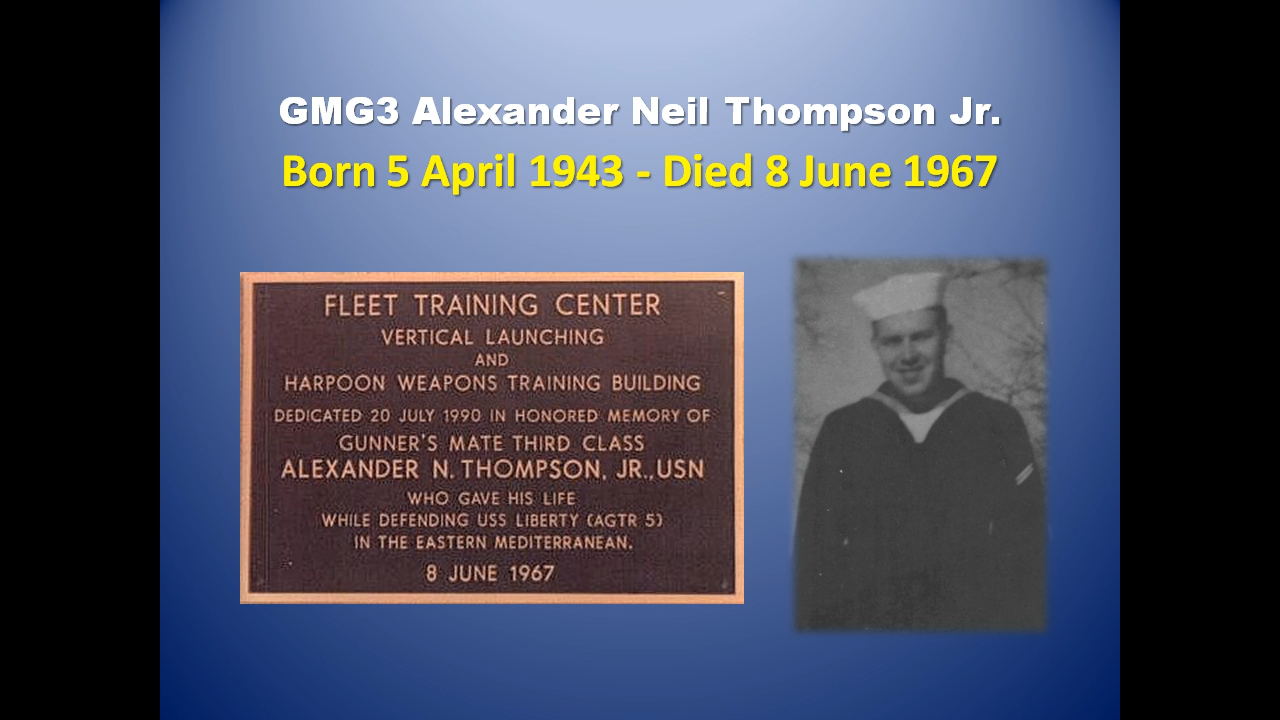 GMG3 Alexander Neil Thompson Jr.
Born 5 April 1943 - Died 8 June 1967
FLEET TRAINING CENTER
VERTICAL LAUNCHING
AND
HARPOON WEAPONS TRAINING BUILDING
DEDICATED 20 JULY 1990 IN HONORED MEMORY OF
GUNNER'S MATE THIRD CLASS
ALEXANDER N. THOMPSON, JR., USN
WHO GAVE HIS LIFE
WHILE DEFENDING USS LIBERTY (AGTR 5)
IN THE EASTERN MEDITERRANEAN.
8 JUNE 1967